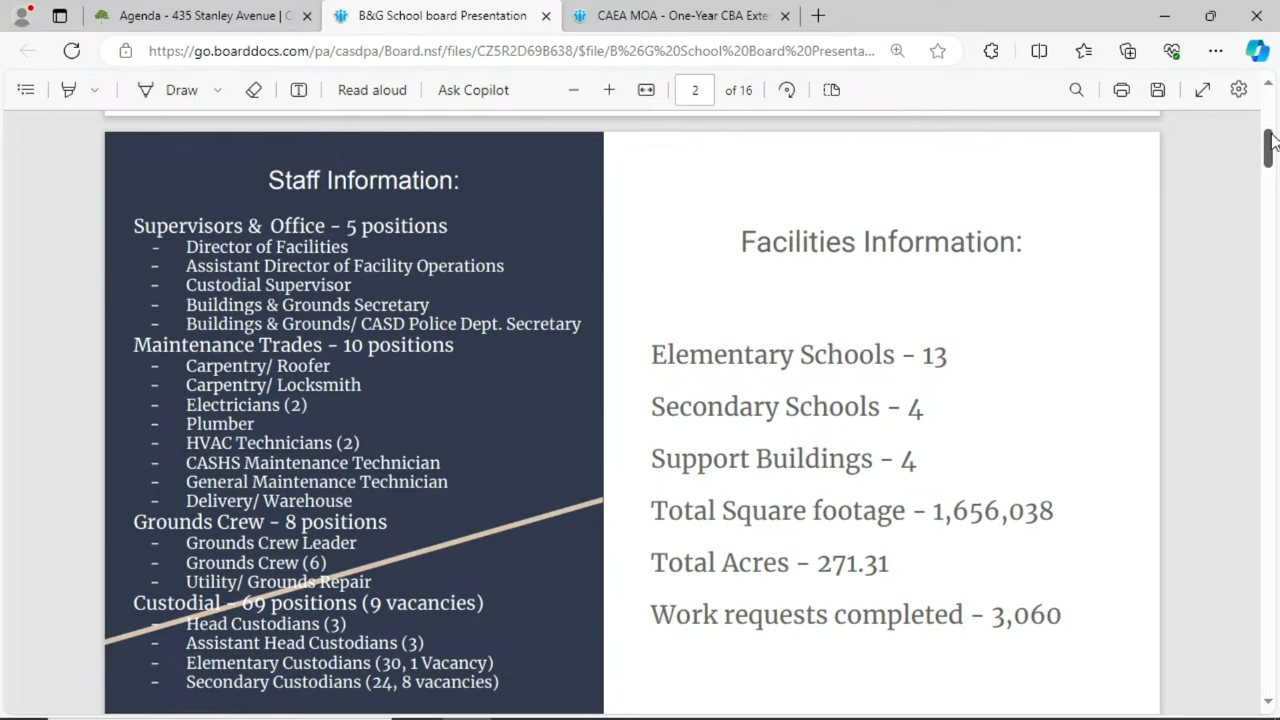 Agenda - 435 Stanley Avenue | C
B&G School board Presentation
CAEA MOA - One-Year CBA Exte
https://go.boarddocs.com/pa/casdpa/Board.nsf/files/CZ5R2D69B638/$file/B%26G%20School%20Board%20Presenta...
Draw
Read aloud
Ask Copilot
2
of 16
Staff Information:
Supervisors & Office - 5 positions
- Director of Facilities
- Assistant Director of Facility Operations
- Custodial Supervisor
- Buildings & Grounds Secretary
- Buildings & Grounds/ CASD Police Dept. Secretary
Maintenance Trades - 10 positions
- Carpentry/ Roofer
- Carpentry/ Locksmith
- Electricians (2)
- Plumber
- HVAC Technicians (2)
- CASHS Maintenance Technician
- General Maintenance Technician
- Delivery/ Warehouse
Grounds Crew - 8 positions
- Grounds Crew Leader
- Grounds Crew (6)
- Utility/ Grounds Repair
Custodial - 69 positions (9 vacancies)
- Head Custodians (3)
- Assistant Head Custodians (3)
- Elementary Custodians (30, 1 Vacancy)
- Secondary Custodians (24, 8 vacancies)
Facilities Information:
Elementary Schools - 13
Secondary Schools - 4
Support Buildings - 4
Total Square footage - 1,656,038
Total Acres - 271.31
Work requests completed - 3,060